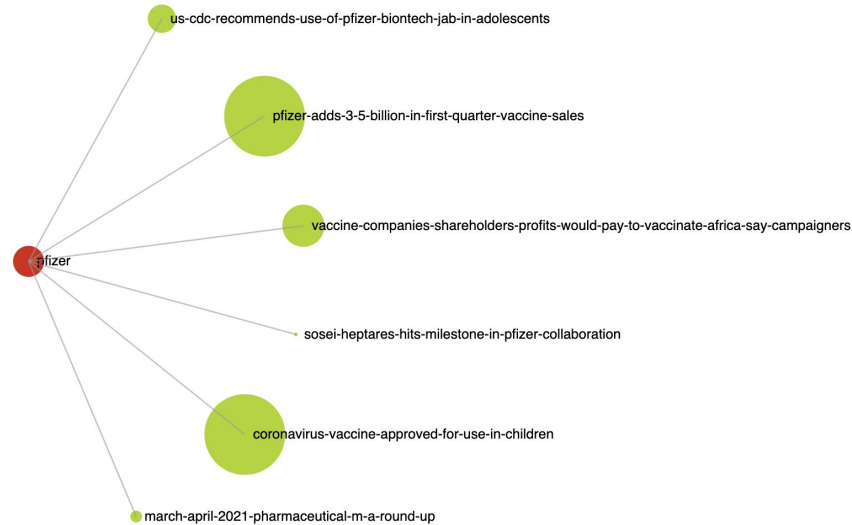 us-cdc-recommends-use-of-pfizer-biontech-jab-in-adolescents
pfizer-adds-3-5-billion-in-first-quarter-vaccine-sales
vaccine-companies-shareholders-profits-would-pay-to-vaccinate-africa-say-campaigners
pfizer
sosei-heptares-hits-milestone-in-pfizer-collaboration
coronavirus-vaccine-approved-for-use-in-children
march-april-2021-pharmaceutical-m-a-round-up